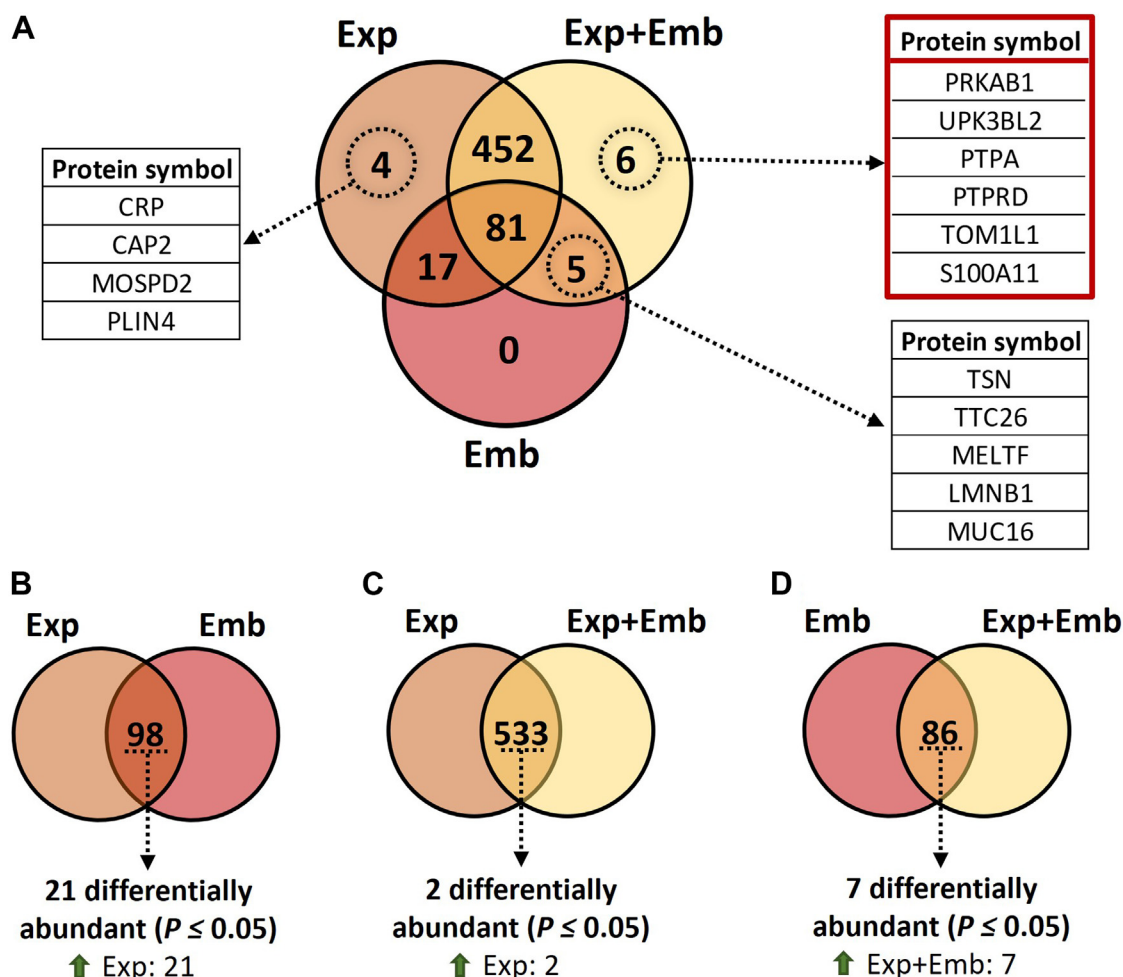 A
Exp
Exp+Emb
4
452
6
81
17
5
0
Emb
Protein symbol
CRP
CAP2
MOSPD2
PLIN4
Protein symbol
PRKAB1
UPK3BL2
PTPA
PTPRD
TOM1L1
S100A11
Protein symbol
TSN
TTC26
MELTF
LMNB1
MUC16
B
Exp
Emb
98
21 differentially
abundant (P ≤ 0.05)
Exp: 21
C
Exp
Exp+Emb
533
2 differentially
abundant (P ≤ 0.05)
Exp: 2
D
Emb
Exp+Emb
86
7 differentially
abundant (P ≤ 0.05)
Exp+Emb: 7